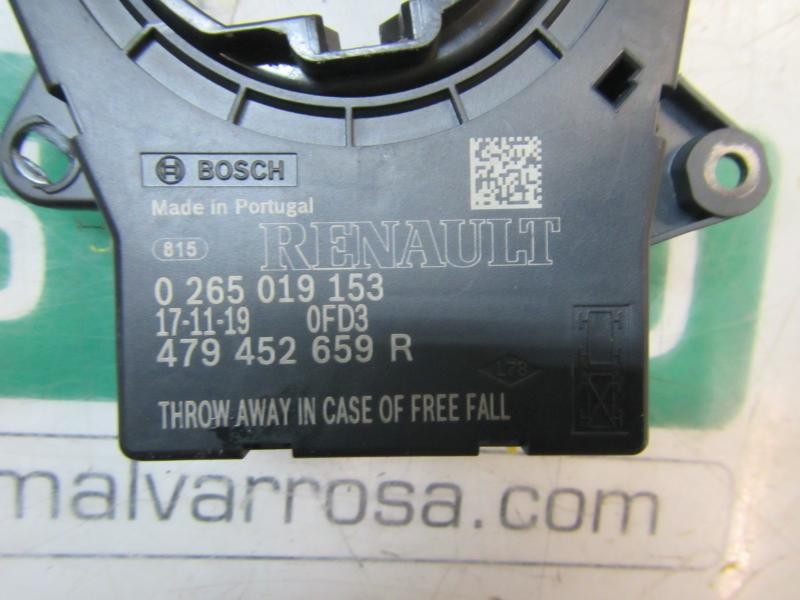 BOSCH
Made in Portugal
815
RENAULT
0 265 019 153
17-11-19 0FD3
479 452 659 R
L78
THROW AWAY IN CASE OF FREE FALL
malvarrosa.com